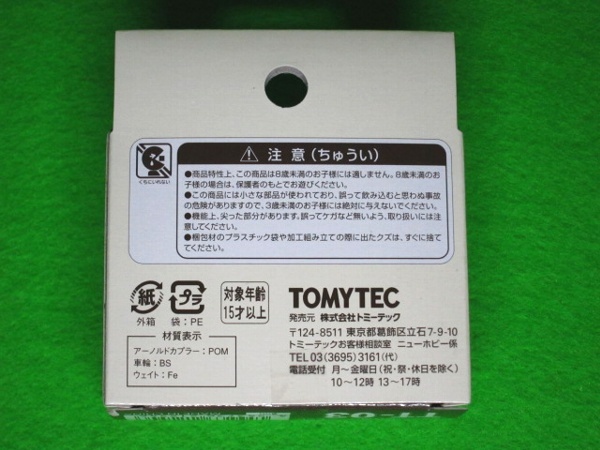 ⚠ 注意(ちゅうい)
くちにいれない
●商品特性上、この商品は8歳未満のお子様には適しません。8歳未満のお
子様の場合は、保護者のもとでお遊びください。
●この商品には小さな部品が使われており、誤って飲み込むと思わぬ事故
の危険がありますので、3歳未満のお子様には絶対に与えないでください。
●機能上、尖った部分があります。誤ってケガなど無いよう、取り扱いには注
意してください。
●梱包材のプラスチック袋や加工組み立ての際に出たクズは、すぐに捨て
てください。
紙
外箱
プラ
袋:PE
対象年齢
15才以上
材質表示
アーノルドカプラー:POM
車輪:BS
ウェイト:Fe
TOMYTEC
発売元 株式会社トミーテック
〒124-8511 東京都葛飾区立石7-9-10
トミーテックお客様相談室 ニューホビー係
TEL 03(3695)3161(代)
電話受付 月~金曜日(祝・祭・休日を除く)
10~12時 13~17時
TT-03